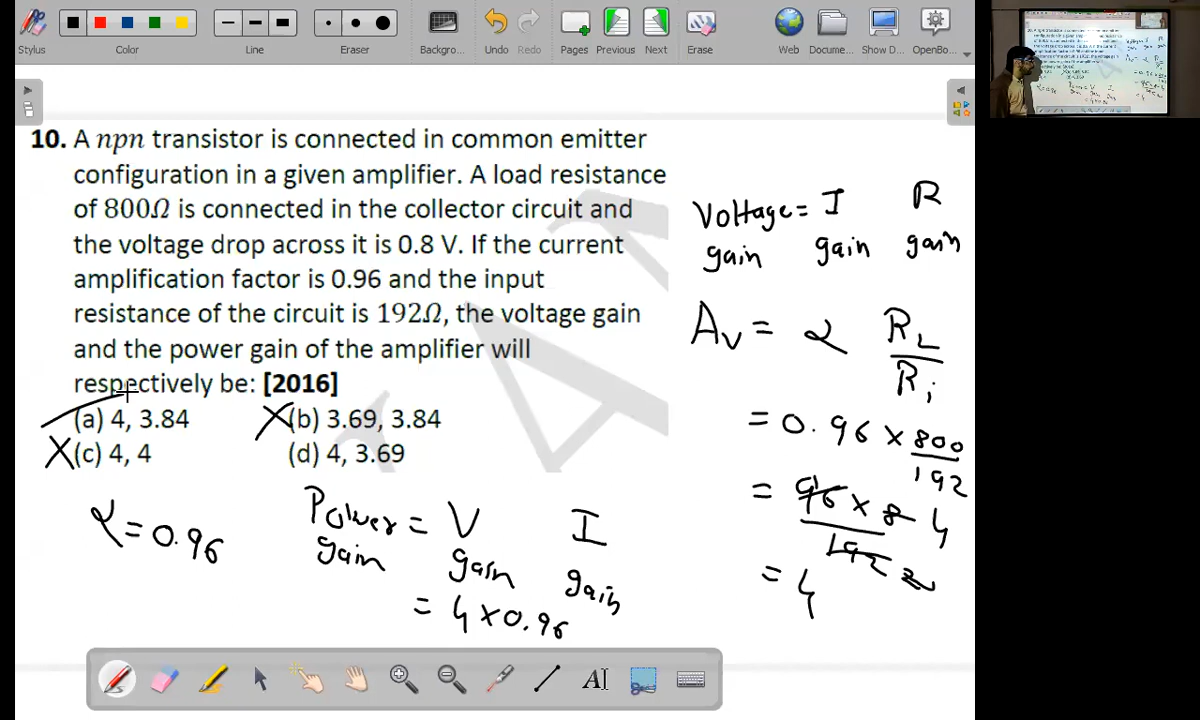 Stylus
Color
Line
Eraser
Backgro...
Undo
Redo
Pages
Previous
Next
Erase
Web
Docume...
Show D...
OpenBo...
10. A npn transistor is connected in common emitter
configuration in a given amplifier. A load resistance
of 800Ω is connected in the collector circuit and
the voltage drop across it is 0.8 V. If the current
amplification factor is 0.96 and the input
resistance of the circuit is 192Ω, the voltage gain
and the power gain of the amplifier will
respectively be: [2016]
(a) 4, 3.84 (b) 3.69, 3.84
(c) 4, 4 (d) 4, 3.69
α = 0.96
Power = V I
gain gain gain
= 4 × 0.96
Voltage = I R
gain gain gain
Av = α RL/Ri
= 0.96 × 800/192
= 96 × 8 4/192 2
= 4
AI